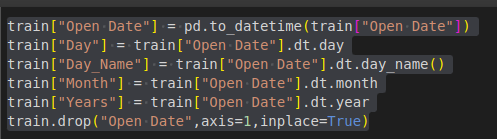 train["Open Date"] = pd.to_datetime(train["Open Date"])
train["Day"] = train["Open Date"].dt.day
train["Day_Name"] = train["Open Date"].dt.day_name()
train["Month"] = train["Open Date"].dt.month
train["Years"] = train["Open Date"].dt.year
train.drop("Open Date",axis=1,inplace=True)